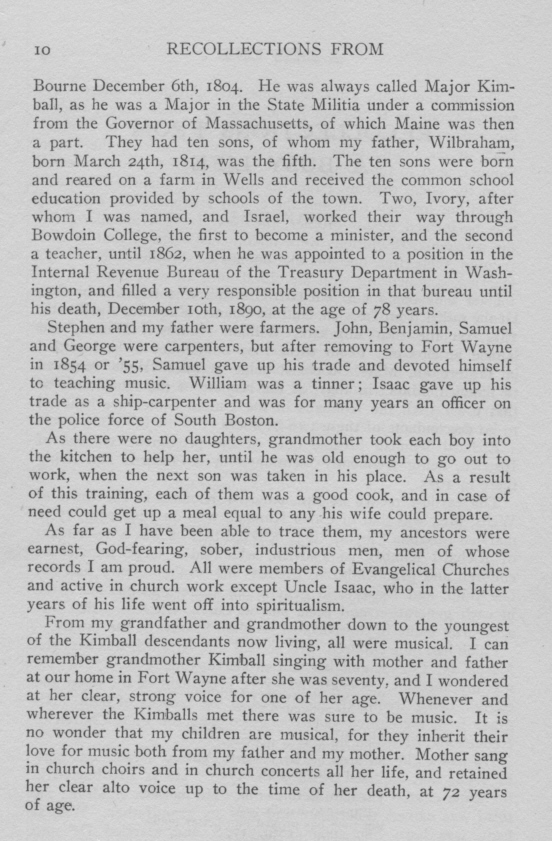 10 RECOLLECTIONS FROM
Bourne December 6th, 1804. He was always called Major Kim-
ball, as he was a Major in the State Militia under a commission
from the Governor of Massachusetts, of which Maine was then
a part. They had ten sons, of whom my father, Wilbraham,
born March 24th, 1814, was the fifth. The ten sons were born
and reared on a farm in Wells and received the common school
education provided by schools of the town. Two, Ivory, after
whom I was named, and Israel, worked their way through
Bowdoin College, the first to become a minister, and the second
a teacher, until 1862, when he was appointed to a position in the
Internal Revenue Bureau of the Treasury Department in Wash-
ington, and filled a very responsible position in that bureau until
his death, December 10th, 1890, at the age of 78 years.
Stephen and my father were farmers. John, Benjamin, Samuel
and George were carpenters, but after removing to Fort Wayne
in 1854 or '55, Samuel gave up his trade and devoted himself
to teaching music. William was a tinner; Isaac gave up his
trade as a ship-carpenter and was for many years an officer on
the police force of South Boston.
As there were no daughters, grandmother took each boy into
the kitchen to help her, until he was old enough to go out to
work, when the next son was taken in his place. As a result
of this training, each of them was a good cook, and in case of
need could get up a meal equal to any his wife could prepare.
As far as I have been able to trace them, my ancestors were
earnest, God-fearing, sober, industrious men, men of whose
records I am proud. All were members of Evangelical Churches
and active in church work except Uncle Isaac, who in the latter
years of his life went off into spiritualism.
From my grandfather and grandmother down to the youngest
of the Kimball descendants now living, all were musical. I can
remember grandmother Kimball singing with mother and father
at our home in Fort Wayne after she was seventy, and I wondered
at her clear, strong voice for one of her age. Whenever and
wherever the Kimballs met there was sure to be music. It is
no wonder that my children are musical, for they inherit their
love for music both from my father and my mother. Mother sang
in church choirs and in church concerts all her life, and retained
her clear alto voice up to the time of her death, at 72 years
of age.